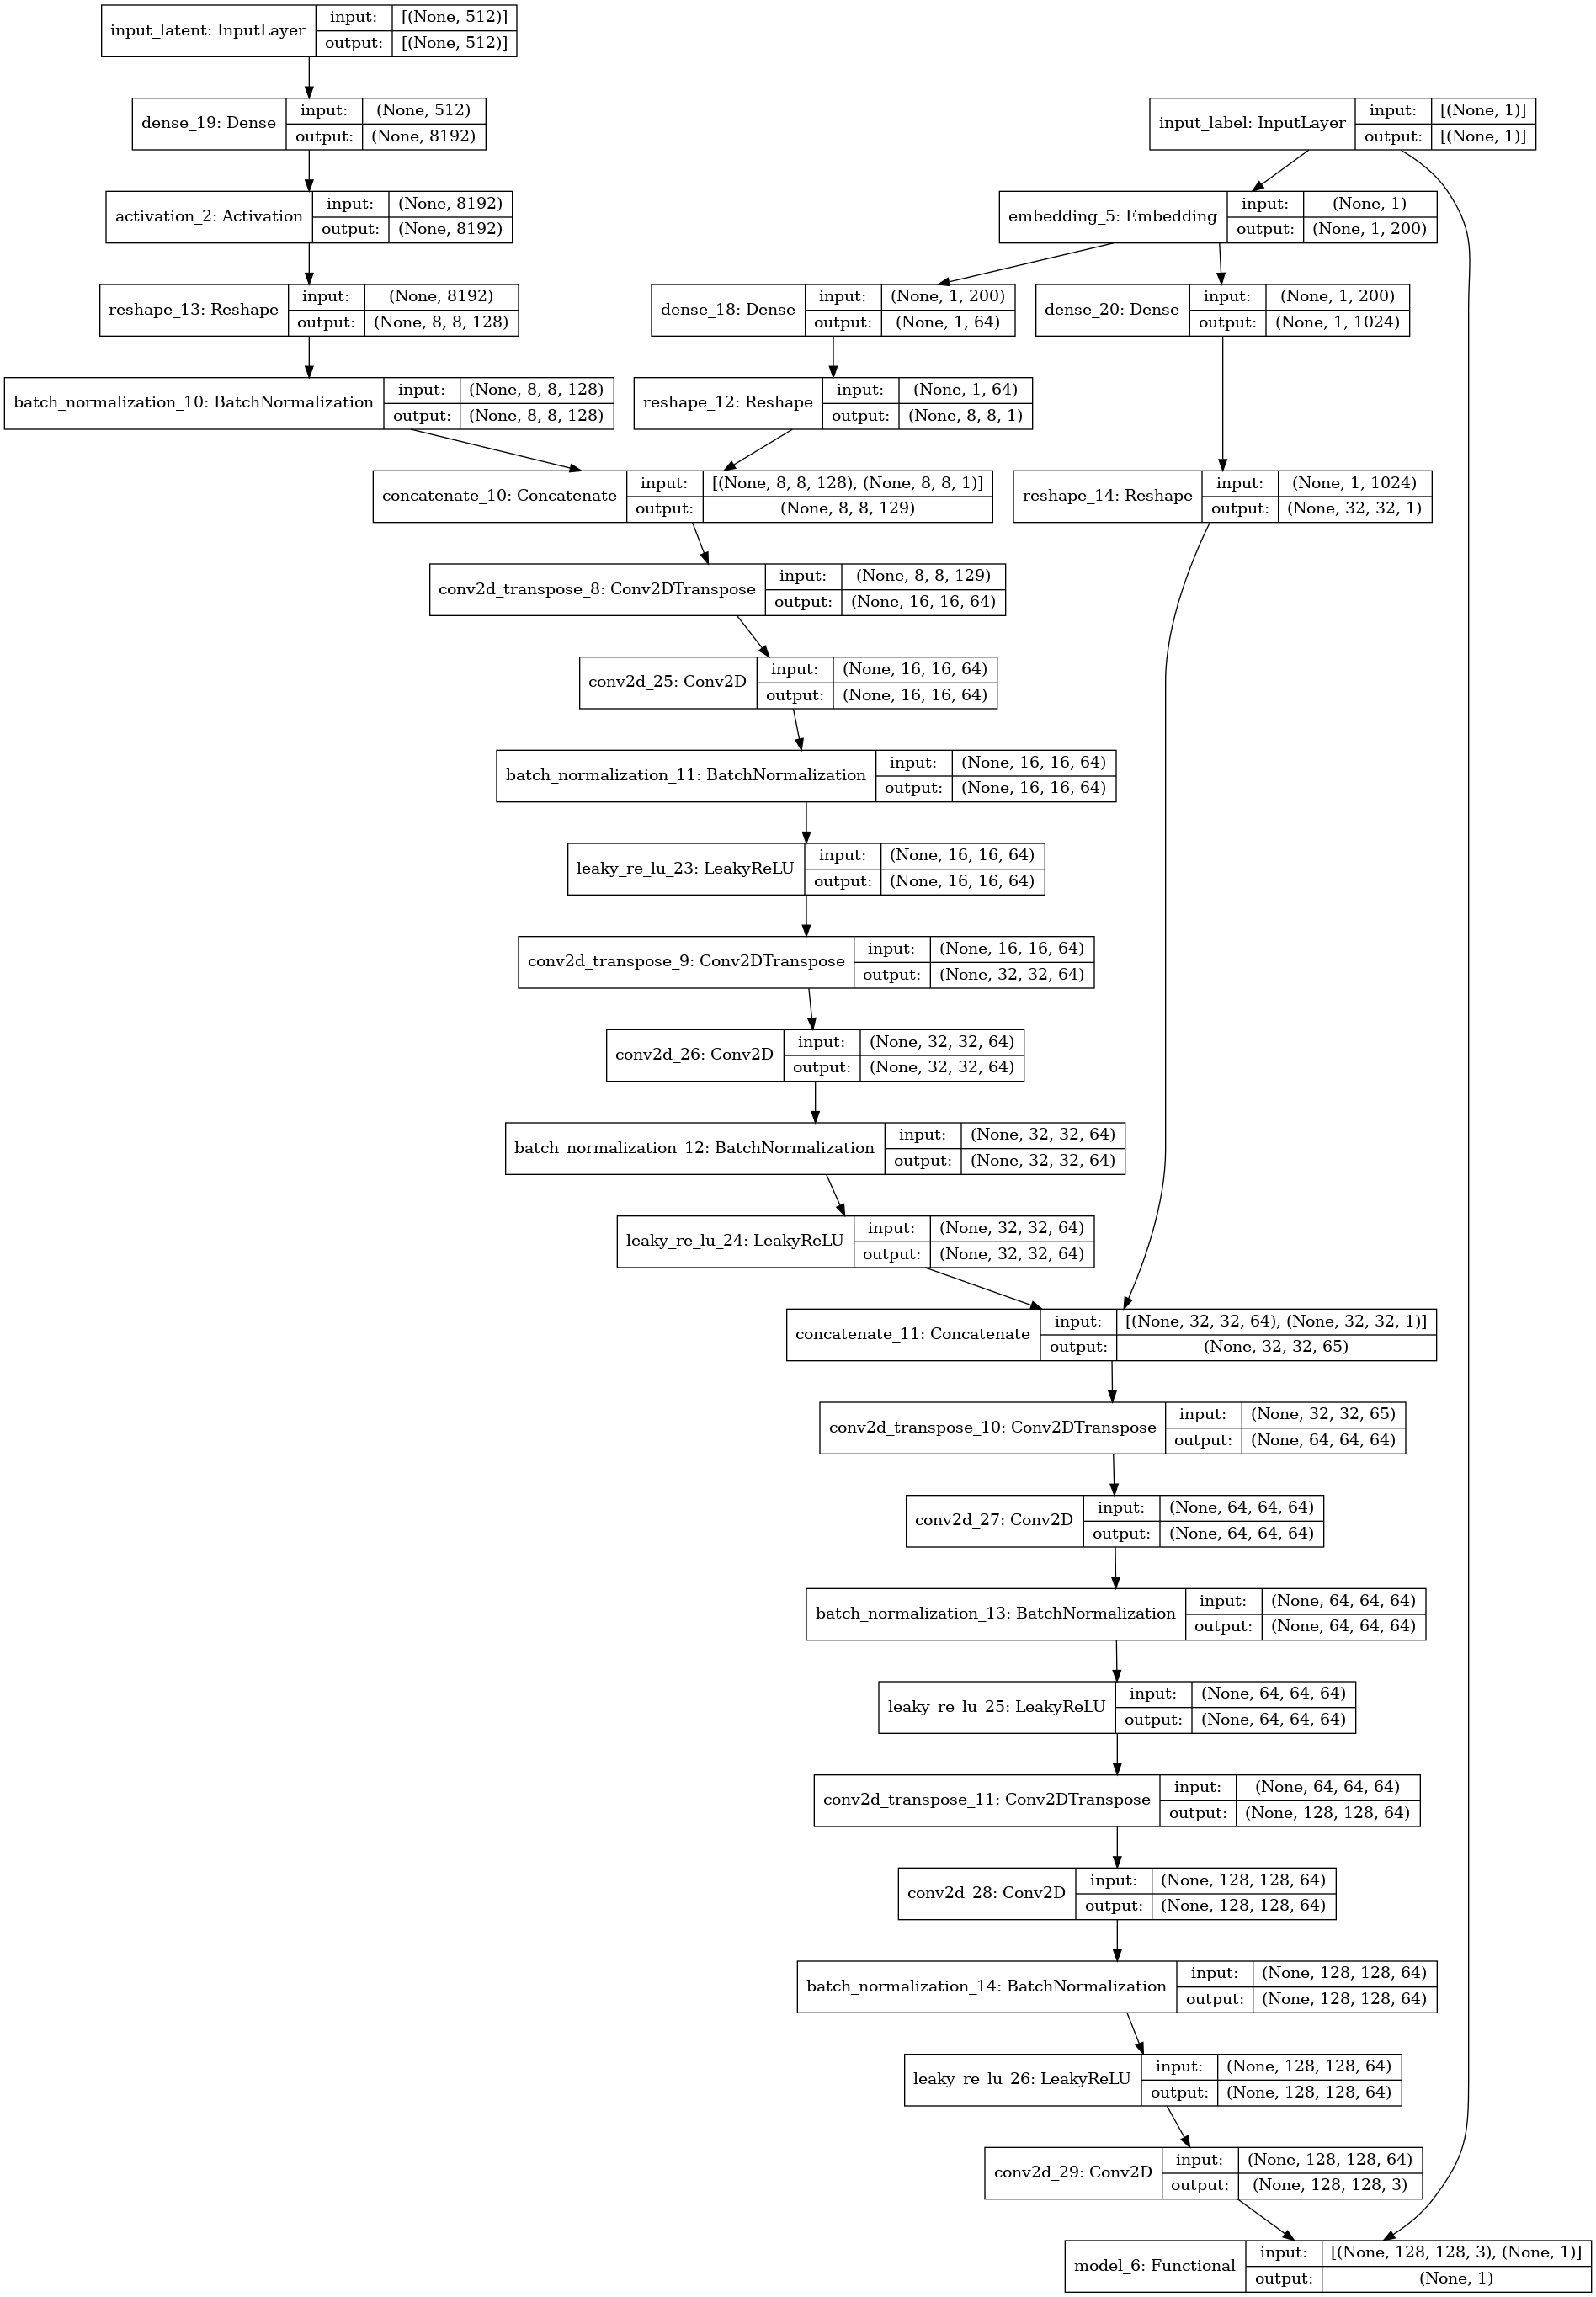 input_latent: InputLayer
input: [(None, 512)]
output: [(None, 512)]
dense_19: Dense
input: (None, 512)
output: (None, 8192)
input_label: InputLayer
input: [(None, 1)]
output: [(None, 1)]
activation_2: Activation
input: (None, 8192)
output: (None, 8192)
embedding_5: Embedding
input: (None, 1)
output: (None, 1, 200)
reshape_13: Reshape
input: (None, 8192)
output: (None, 8, 8, 128)
dense_18: Dense
input: (None, 1, 200)
output: (None, 1, 64)
dense_20: Dense
input: (None, 1, 200)
output: (None, 1, 1024)
batch_normalization_10: BatchNormalization
input: (None, 8, 8, 128)
output: (None, 8, 8, 128)
reshape_12: Reshape
input: (None, 1, 64)
output: (None, 8, 8, 1)
concatenate_10: Concatenate
input: [(None, 8, 8, 128), (None, 8, 8, 1)]
output: (None, 8, 8, 129)
reshape_14: Reshape
input: (None, 1, 1024)
output: (None, 32, 32, 1)
conv2d_transpose_8: Conv2DTranspose
input: (None, 8, 8, 129)
output: (None, 16, 16, 64)
conv2d_25: Conv2D
input: (None, 16, 16, 64)
output: (None, 16, 16, 64)
batch_normalization_11: BatchNormalization
input: (None, 16, 16, 64)
output: (None, 16, 16, 64)
leaky_re_lu_23: LeakyReLU
input: (None, 16, 16, 64)
output: (None, 16, 16, 64)
conv2d_transpose_9: Conv2DTranspose
input: (None, 16, 16, 64)
output: (None, 32, 32, 64)
conv2d_26: Conv2D
input: (None, 32, 32, 64)
output: (None, 32, 32, 64)
batch_normalization_12: BatchNormalization
input: (None, 32, 32, 64)
output: (None, 32, 32, 64)
leaky_re_lu_24: LeakyReLU
input: (None, 32, 32, 64)
output: (None, 32, 32, 64)
concatenate_11: Concatenate
input: [(None, 32, 32, 64), (None, 32, 32, 1)]
output: (None, 32, 32, 65)
conv2d_transpose_10: Conv2DTranspose
input: (None, 32, 32, 65)
output: (None, 64, 64, 64)
conv2d_27: Conv2D
input: (None, 64, 64, 64)
output: (None, 64, 64, 64)
batch_normalization_13: BatchNormalization
input: (None, 64, 64, 64)
output: (None, 64, 64, 64)
leaky_re_lu_25: LeakyReLU
input: (None, 64, 64, 64)
output: (None, 64, 64, 64)
conv2d_transpose_11: Conv2DTranspose
input: (None, 64, 64, 64)
output: (None, 128, 128, 64)
conv2d_28: Conv2D
input: (None, 128, 128, 64)
output: (None, 128, 128, 64)
batch_normalization_14: BatchNormalization
input: (None, 128, 128, 64)
output: (None, 128, 128, 64)
leaky_re_lu_26: LeakyReLU
input: (None, 128, 128, 64)
output: (None, 128, 128, 64)
conv2d_29: Conv2D
input: (None, 128, 128, 64)
output: (None, 128, 128, 3)
model_6: Functional
input: [(None, 128, 128, 3), (None, 1)]
output: (None, 1)